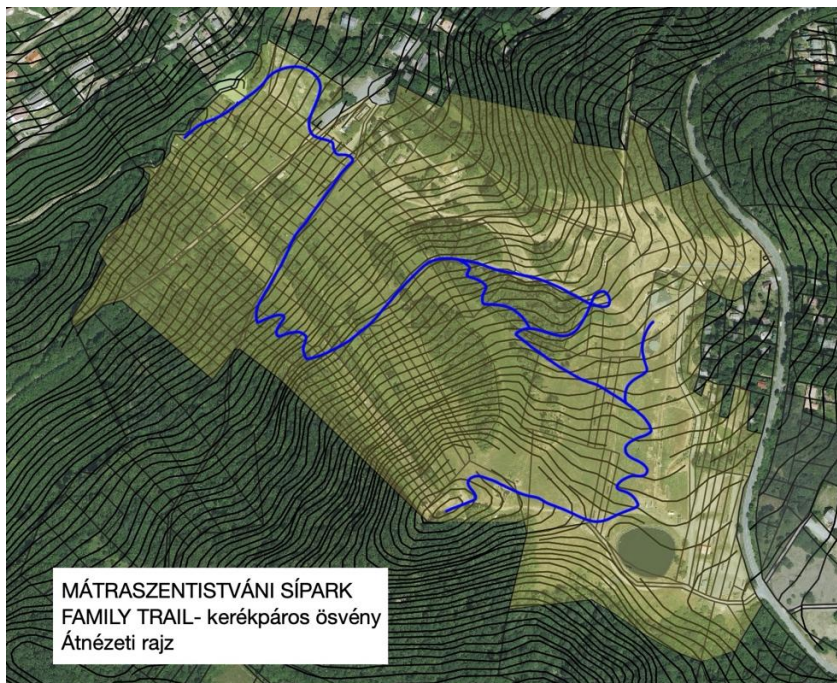 MÁTRASZENTISTVÁNI SÍPARK
FAMILY TRAIL- kerékpáros ösvény
Átnézeti rajz